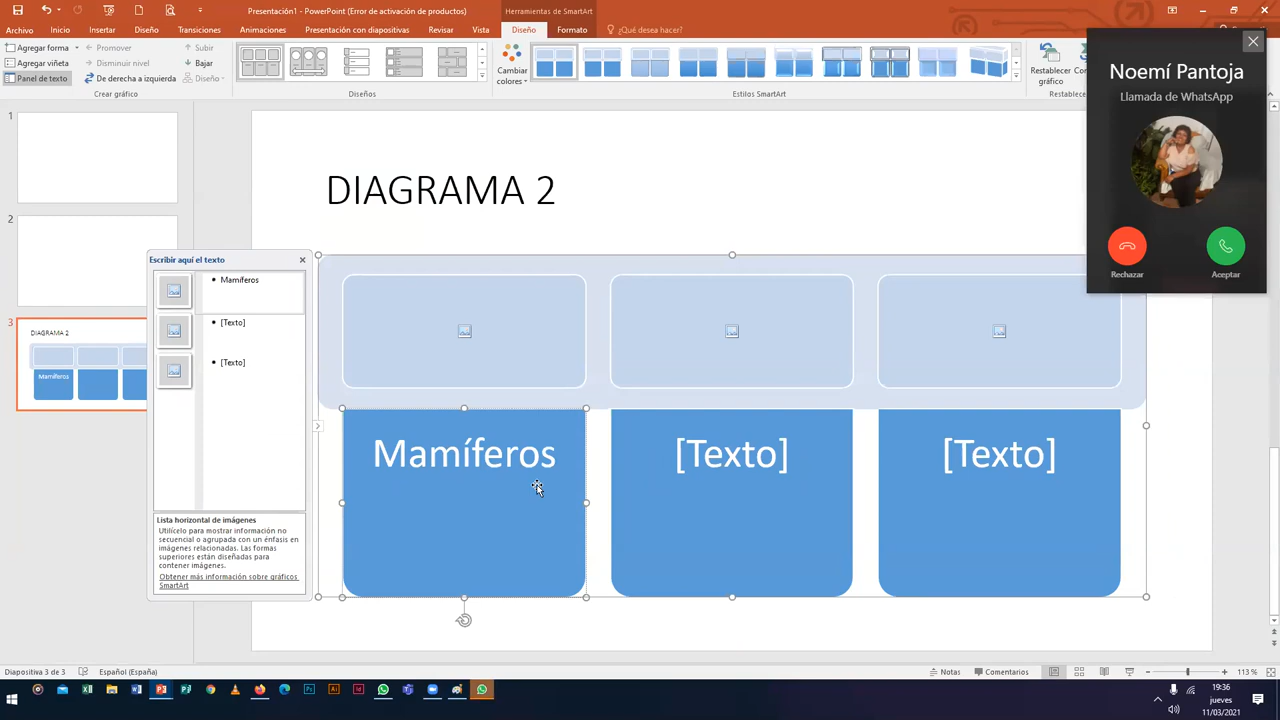 Presentación1 - PowerPoint (Error de activación de productos)
Herramientas de SmartArt
Archivo
Inicio
Insertar
Diseño
Transiciones
Animaciones
Presentación con diapositivas
Revisar
Vista
Diseño
Formato
¿Qué desea hacer?
Agregar forma
Promover
Subir
Agregar viñeta
Disminuir nivel
Bajar
Panel de texto
De derecha a izquierda
Diseño
Crear gráfico
Diseños
Cambiar
colores
Estilos SmartArt
Restablecer
gráfico
Restablecer
Noemí Pantoja
Llamada de WhatsApp
Rechazar
Aceptar
1
2
3
DIAGRAMA 2
Mamíferos
DIAGRAMA 2
Escribir aquí el texto
Mamíferos
[Texto]
[Texto]
Lista horizontal de imágenes
Utilícelo para mostrar información no
secuencial o agrupada con un énfasis en
imágenes relacionadas. Las formas
superiores están diseñadas para
contener imágenes.
Obtener más información sobre gráficos
SmartArt
Mamíferos
[Texto]
[Texto]
Diapositiva 3 de 3
Español (España)
Notas
Comentarios
113 %
19:36
jueves
11/03/2021